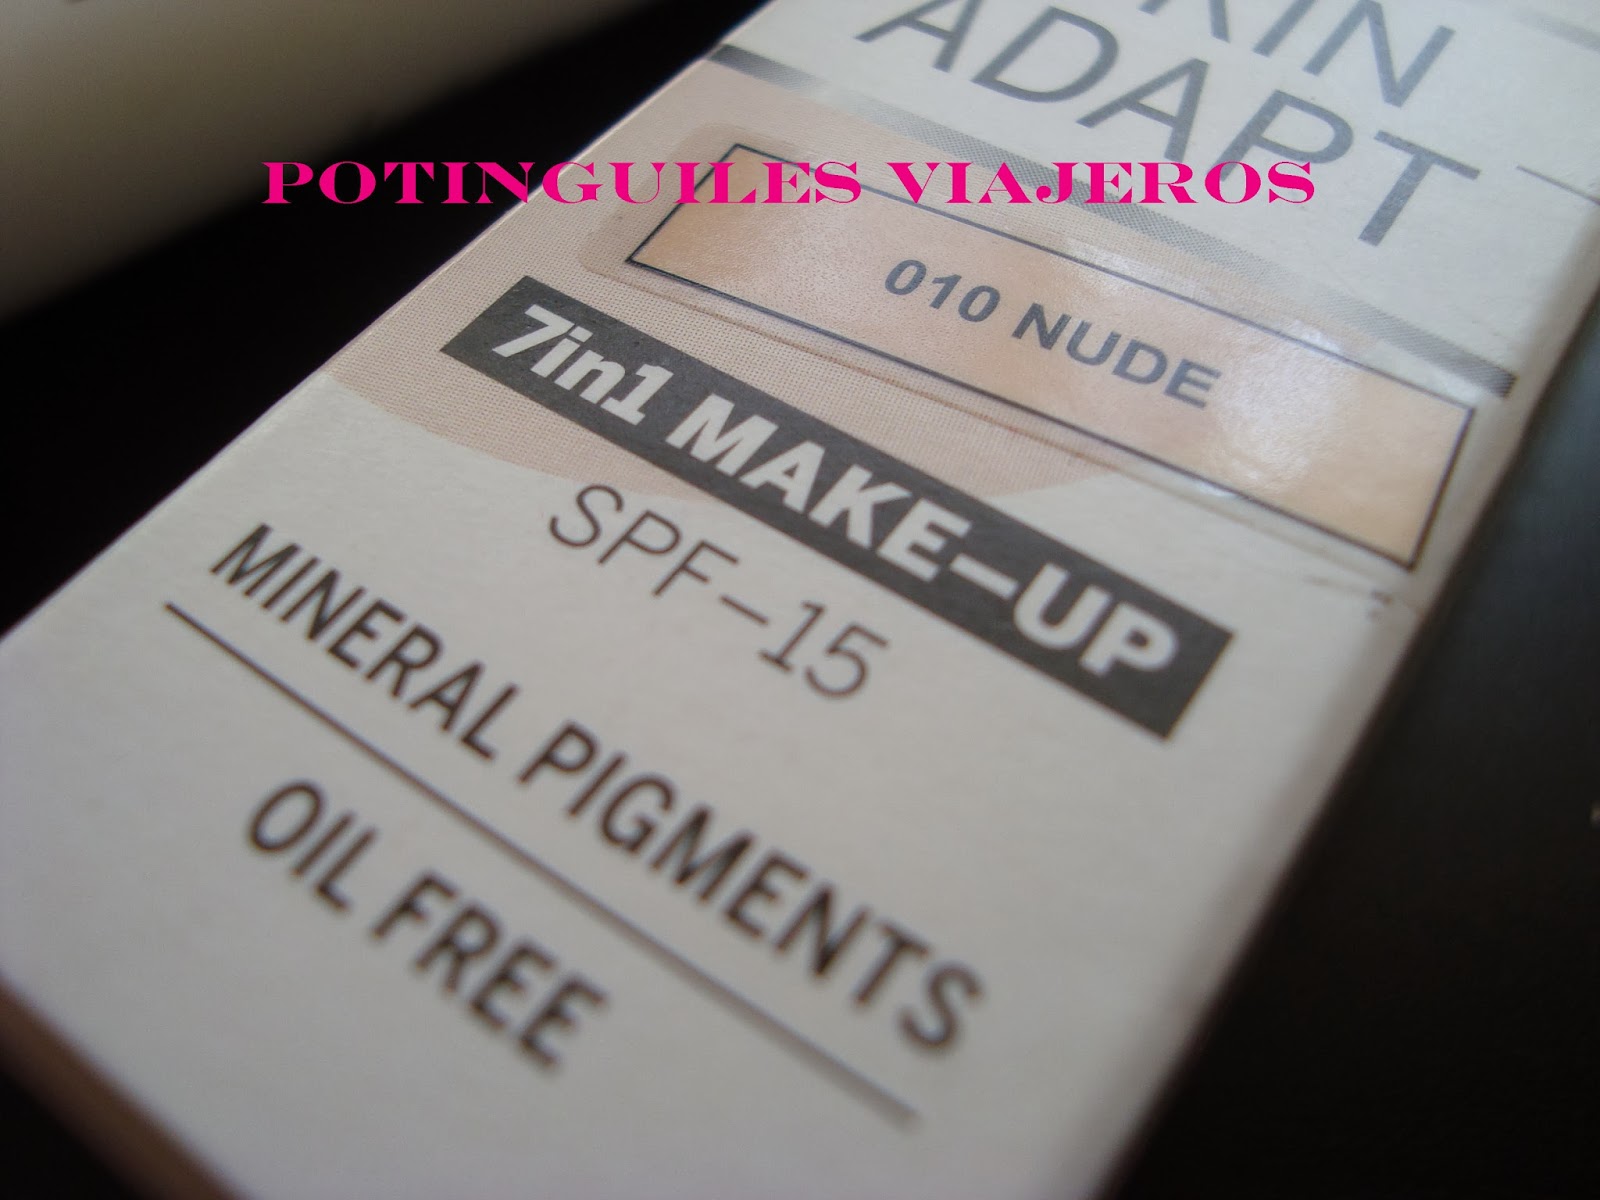 ADAPT
POTINGUILES VIAJEROS
010 NUDE
7in1 MAKE-UP
SPF-15
MINERAL PIGMENTS
OIL FREE